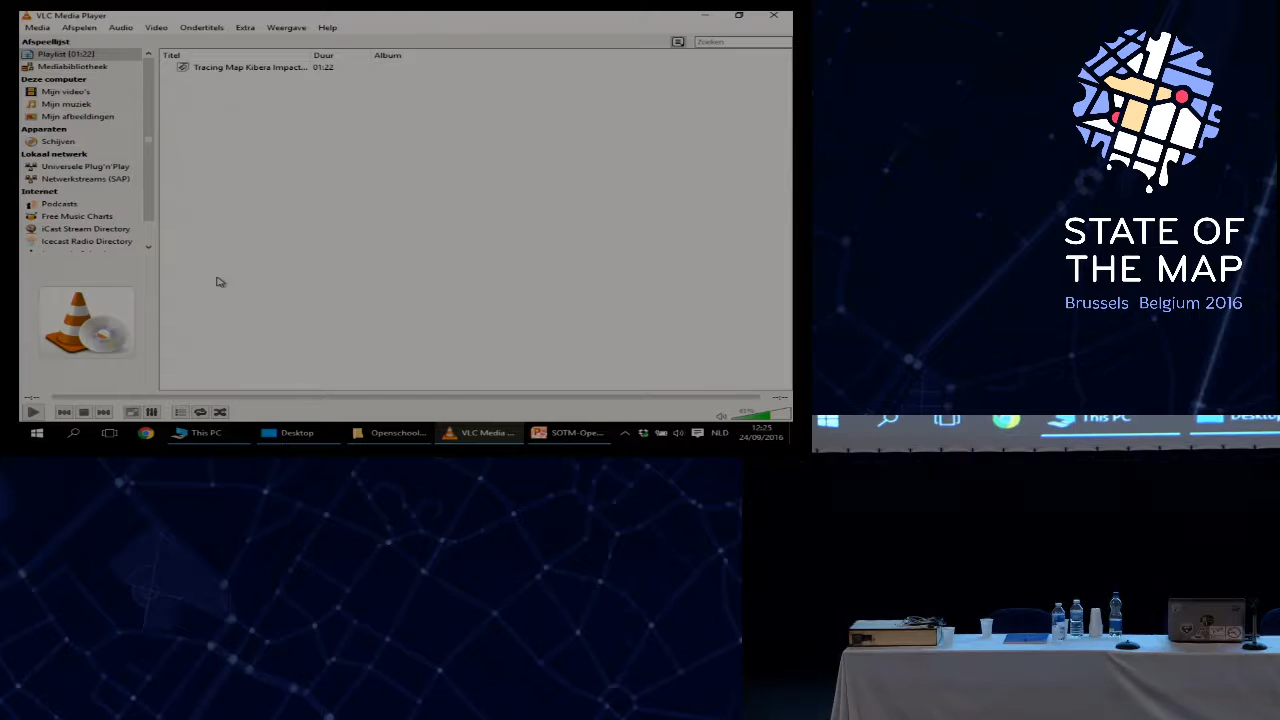 VLC Media Player
Media Afspelen Audio Video Ondertitels Extra Weergave Help
Afspeellijst
Zoeken
Playlist [01:22]
Titel Duur Album
Mediabibliotheek
Tracing Map Kibera Impact... 01:22
Deze computer
Mijn video's
Mijn muziek
Mijn afbeeldingen
Apparaten
Schijven
Lokaal netwerk
Universele Plug'n'Play
Netwerkstreams (SAP)
Internet
Podcasts
Free Music Charts
iCast Stream Directory
Icecast Radio Directory
--:-- --:--
61%
This PC Desktop Openschool... VLC Media ... SOTM-Ope... NLD
12:25
24/09/2016
STATE OF
THE MAP
Brussels Belgium 2016
This PC